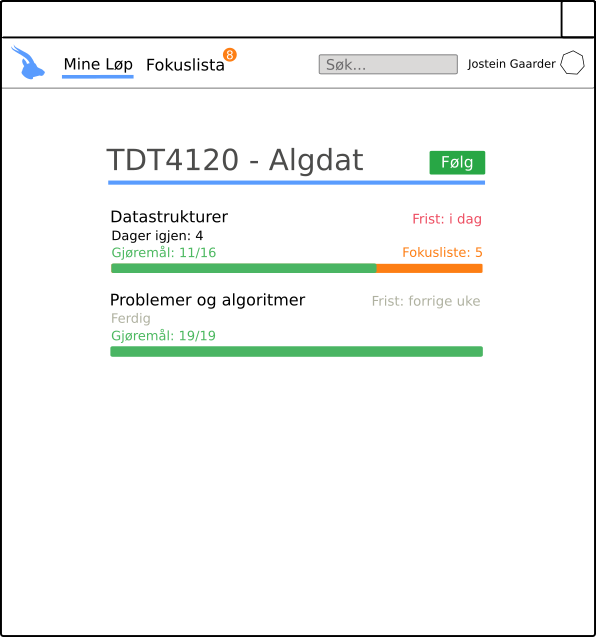 Mine Løp Fokuslista 8 Søk... Jostein Gaarder
TDT4120 - Algdat Følg
Datastrukturer Frist: i dag
Dager igjen: 4
Gjøremål: 11/16 Fokusliste: 5
Problemer og algoritmer Frist: forrige uke
Ferdig
Gjøremål: 19/19